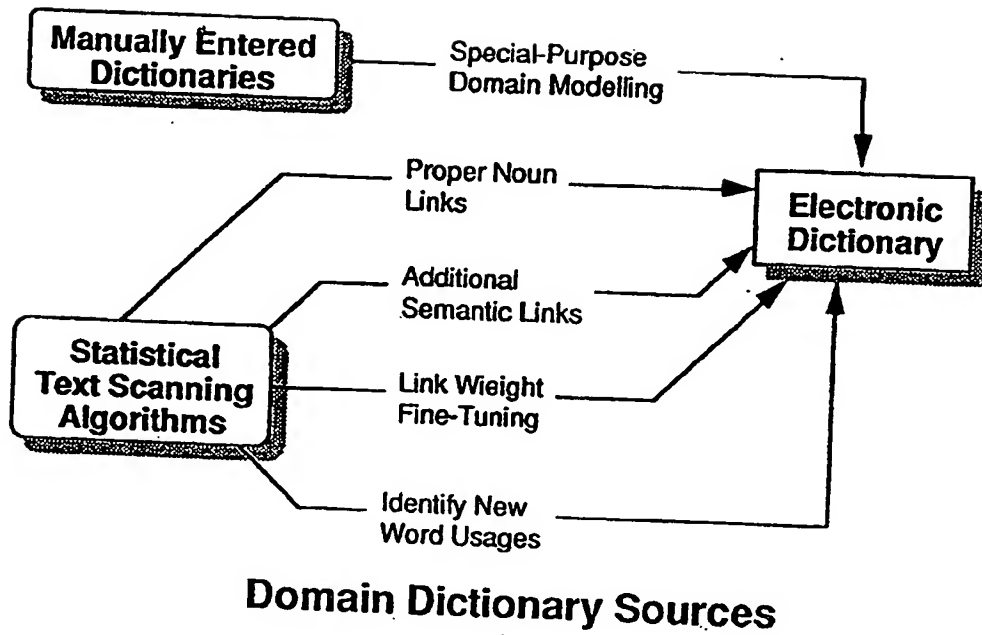 Manually Entered
Dictionaries
Special-Purpose
Domain Modelling
Proper Noun
Links
Electronic
Dictionary
Additional
Semantic Links
Statistical
Text Scanning
Algorithms
Link Wieight
Fine-Tuning
Identify New
Word Usages
Domain Dictionary Sources